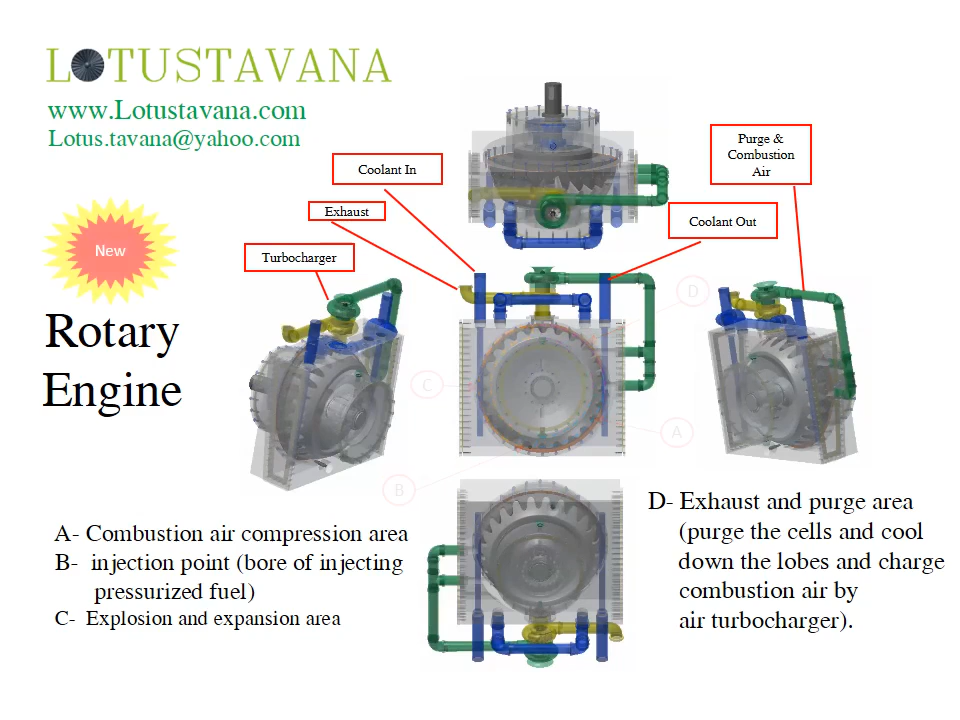 LOTUSTAVANA
www.Lotustavana.com
Lotus.tavana@yahoo.com
Purge &
Combustion
Air
Coolant In
Exhaust
Coolant Out
Turbocharger
New
Rotary
Engine
D
C
A
B
A- Combustion air compression area
B- injection point (bore of injecting
pressurized fuel)
C- Explosion and expansion area
D- Exhaust and purge area
(purge the cells and cool
down the lobes and charge
combustion air by
air turbocharger).